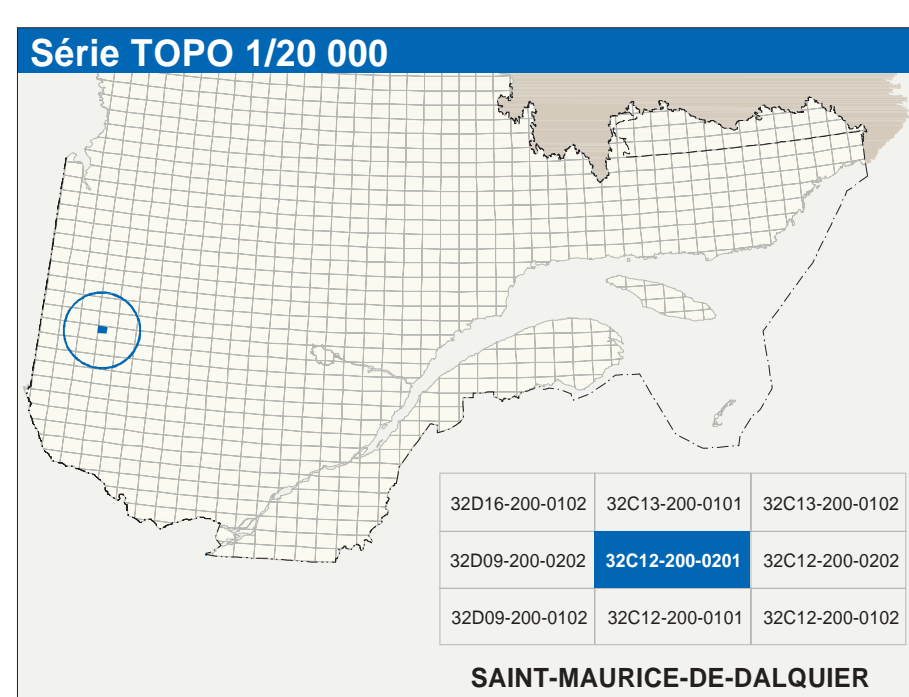 Série TOPO 1/20 000
32D16-200-0102 32C13-200-0101 32C13-200-0102
32D09-200-0202 32C12-200-0201 32C12-200-0202
32D09-200-0102 32C12-200-0101 32C12-200-0102
SAINT-MAURICE-DE-DALQUIER